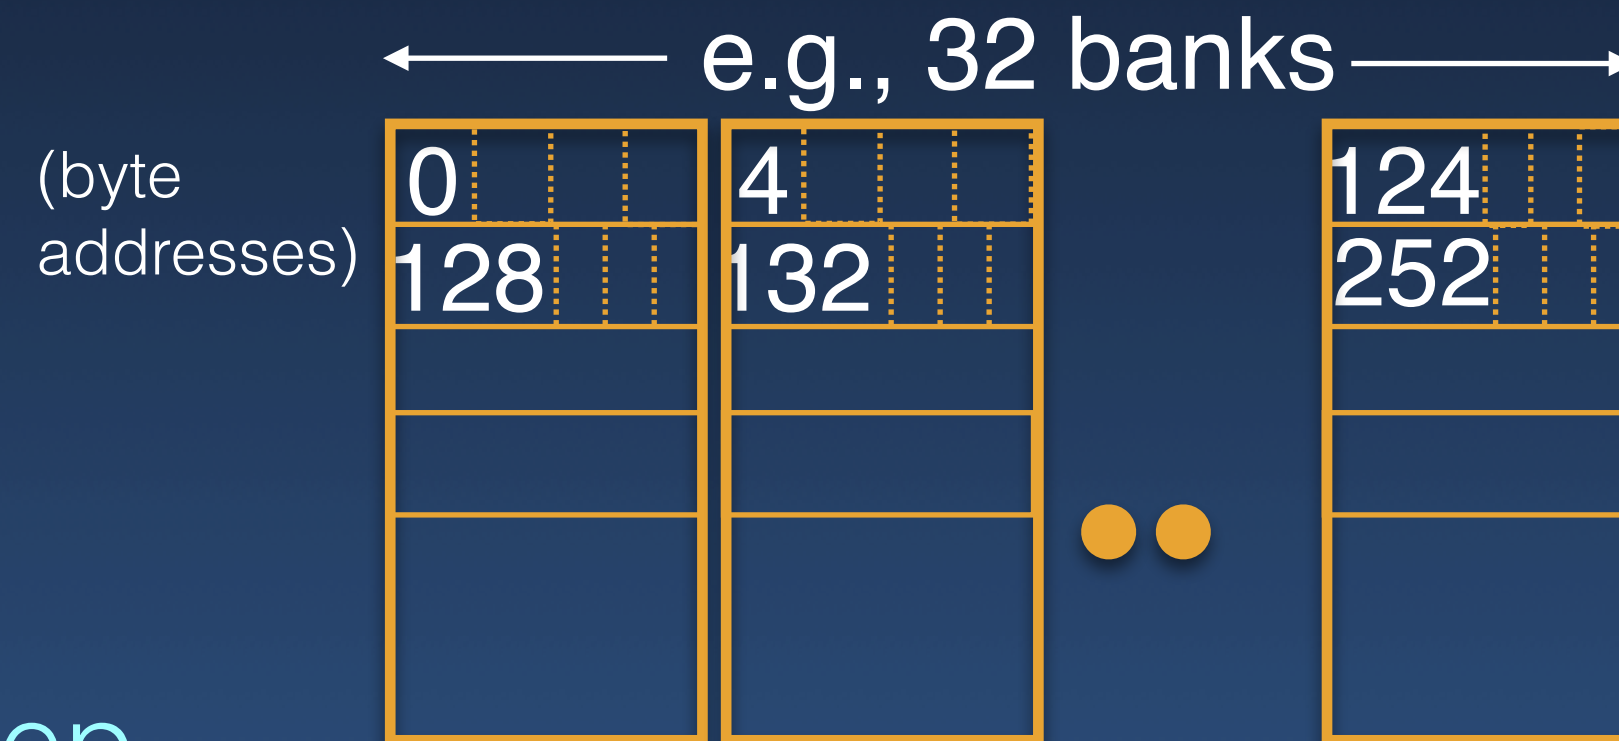 e.g., 32 banks
(byte
addresses)
0 4 124
128 132 252